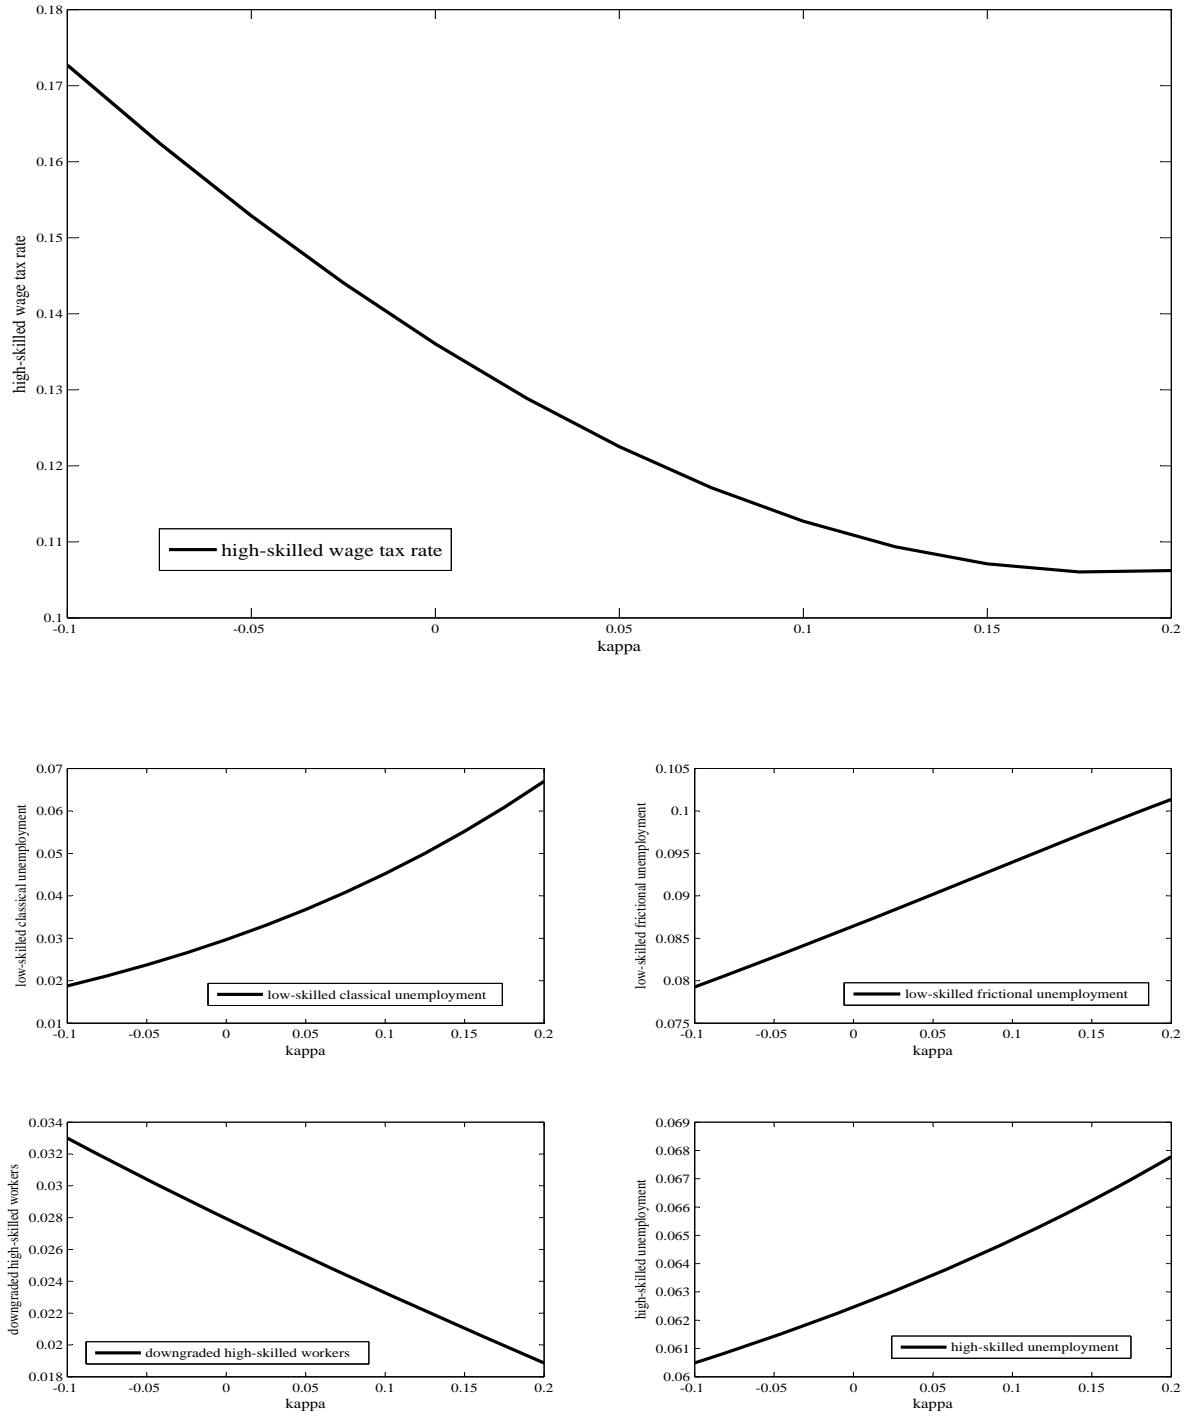 0.18
0.17
0.16
0.15
0.14
0.13
0.12
0.11
0.1
high-skilled wage tax rate
high-skilled wage tax rate
-0.1 -0.05 0 0.05 0.1 0.15 0.2
kappa
0.07
0.06
0.05
0.04
0.03
0.02
0.01
low-skilled classical unemployment
low-skilled classical unemployment
-0.1 -0.05 0 0.05 0.1 0.15 0.2
kappa
0.105
0.1
0.095
0.09
0.085
0.08
0.075
low-skilled frictional unemployment
low-skilled frictional unemployment
-0.1 -0.05 0 0.05 0.1 0.15 0.2
kappa
0.034
0.032
0.03
0.028
0.026
0.024
0.022
0.02
0.018
downgraded high-skilled workers
downgraded high-skilled workers
-0.1 -0.05 0 0.05 0.1 0.15 0.2
kappa
0.069
0.068
0.067
0.066
0.065
0.064
0.063
0.062
0.061
0.06
high-skilled unemployment
high-skilled unemployment
-0.1 -0.05 0 0.05 0.1 0.15 0.2
kappa